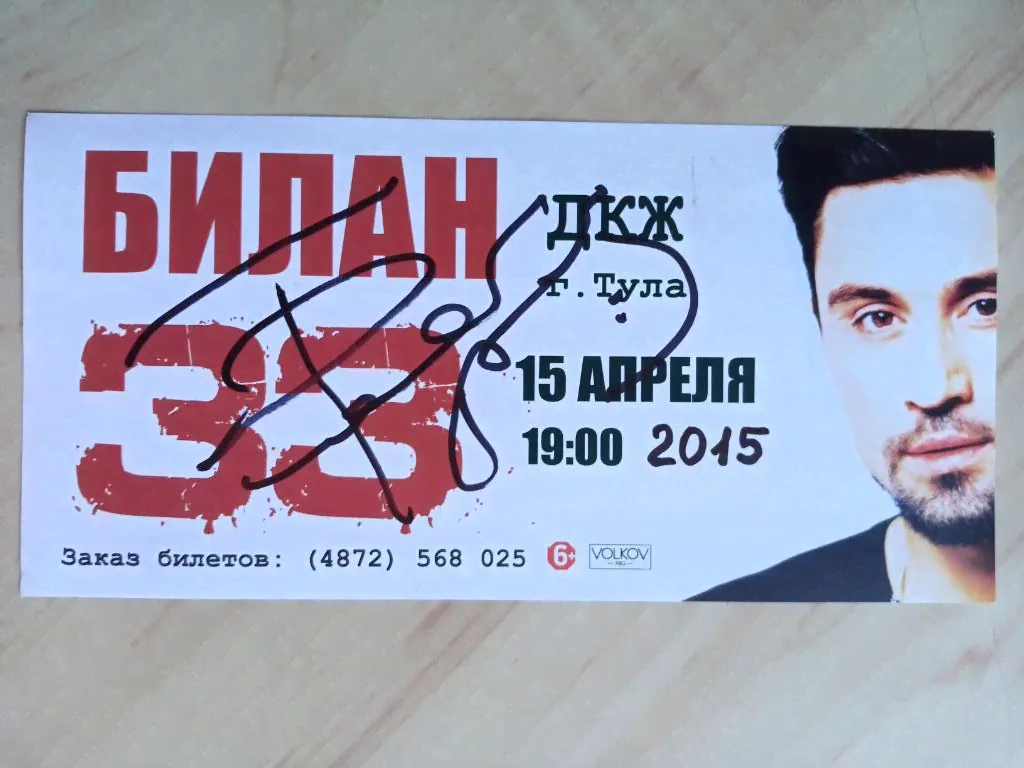 БИЛАН
33
ДКЖ
г.Тула
15 АПРЕЛЯ
19:00 2015
Заказ билетов: (4872) 568 025 6+ VOLKOV